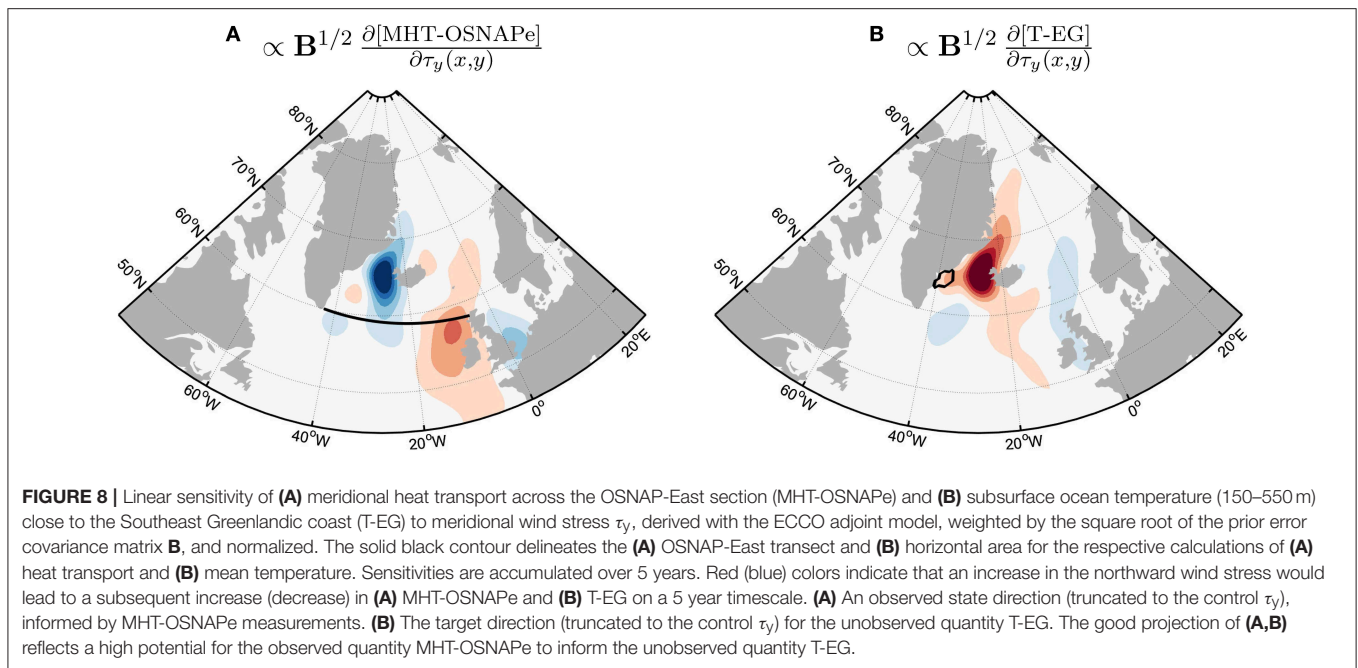 A ∝ B^{1/2} ∂[MHT-OSNAPe] / ∂τ_y(x,y)
B ∝ B^{1/2} ∂[T-EG] / ∂τ_y(x,y)
80°N
70°N
60°N
50°N
60°W
40°W
20°W
0°
20°E
80°N
70°N
60°N
50°N
60°W
40°W
20°W
0°
20°E
FIGURE 8 | Linear sensitivity of (A) meridional heat transport across the OSNAP-East section (MHT-OSNAPe) and (B) subsurface ocean temperature (150–550 m)
close to the Southeast Greenlandic coast (T-EG) to meridional wind stress τ_y, derived with the ECCO adjoint model, weighted by the square root of the prior error
covariance matrix B, and normalized. The solid black contour delineates the (A) OSNAP-East transect and (B) horizontal area for the respective calculations of (A)
heat transport and (B) mean temperature. Sensitivities are accumulated over 5 years. Red (blue) colors indicate that an increase in the northward wind stress would
lead to a subsequent increase (decrease) in (A) MHT-OSNAPe and (B) T-EG on a 5 year timescale. (A) An observed state direction (truncated to the control τ_y),
informed by MHT-OSNAPe measurements. (B) The target direction (truncated to the control τ_y) for the unobserved quantity T-EG. The good projection of (A,B)
reflects a high potential for the observed quantity MHT-OSNAPe to inform the unobserved quantity T-EG.